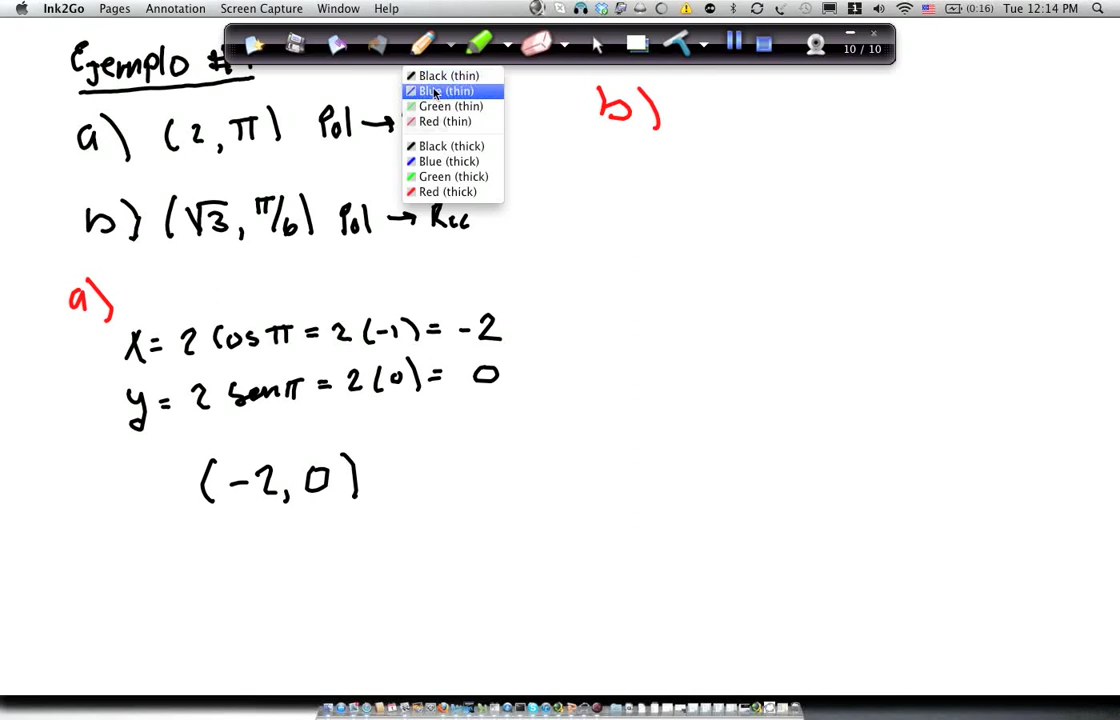 Ink2Go Pages Annotation Screen Capture Window Help (0:16) Tue 12:14 PM
10 / 10
Ejemplo #
Black (thin)
Blue (thin)
Green (thin)
Red (thin)
Black (thick)
Blue (thick)
Green (thick)
Red (thick)
a) (2, π) Pol →
b) (√3, π/6) Pol → Rec
a)
x = 2 cos π = 2 (-1) = -2
y = 2 sen π = 2 (0) = 0
(-2, 0)
b)